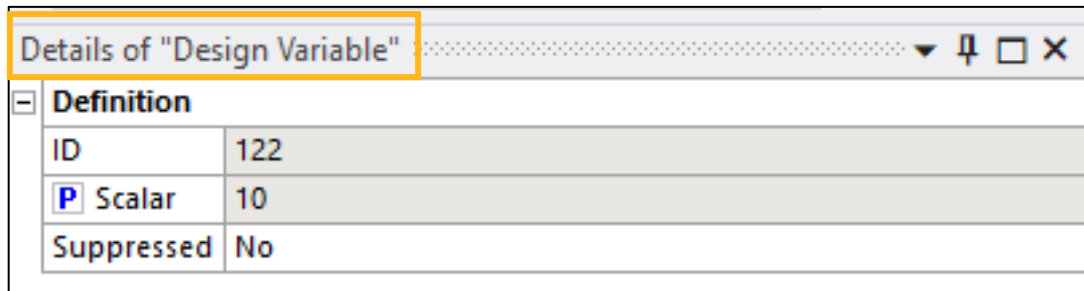 Details of "Design Variable"
Definition
ID 122
P Scalar 10
Suppressed No